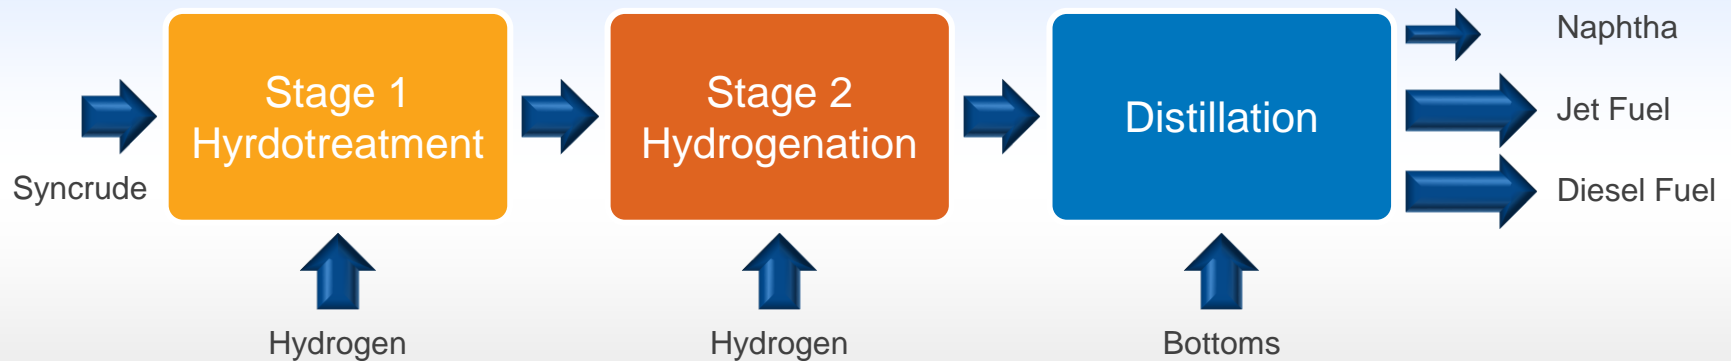 Syncrude
Stage 1
Hyrdotreatment
Hydrogen
Stage 2
Hydrogenation
Hydrogen
Distillation
Bottoms
Naphtha
Jet Fuel
Diesel Fuel